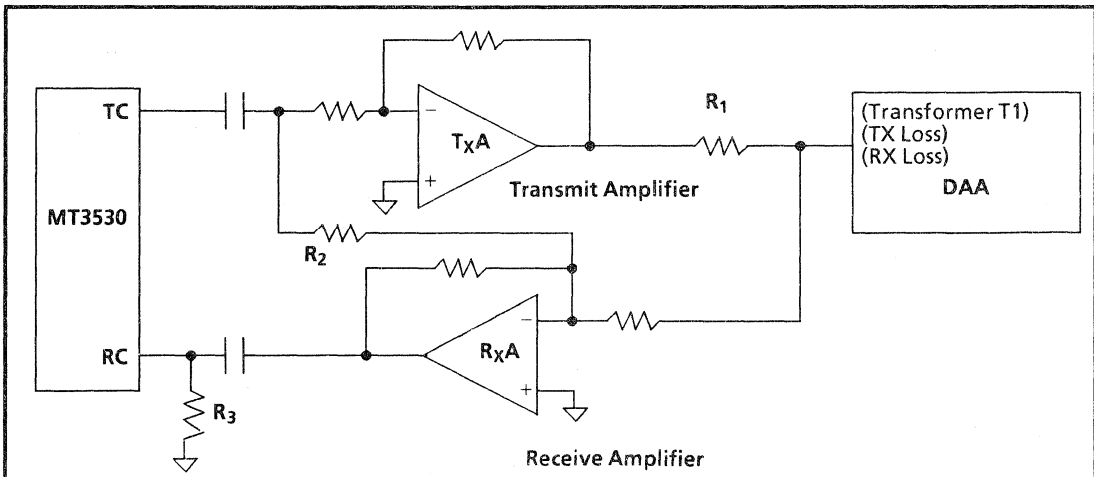 TC
MT3530
RC
−
TXA
+
Transmit Amplifier
R1
(Transformer T1)
(TX Loss)
(RX Loss)
DAA
R2
−
RXA
+
R3
Receive Amplifier